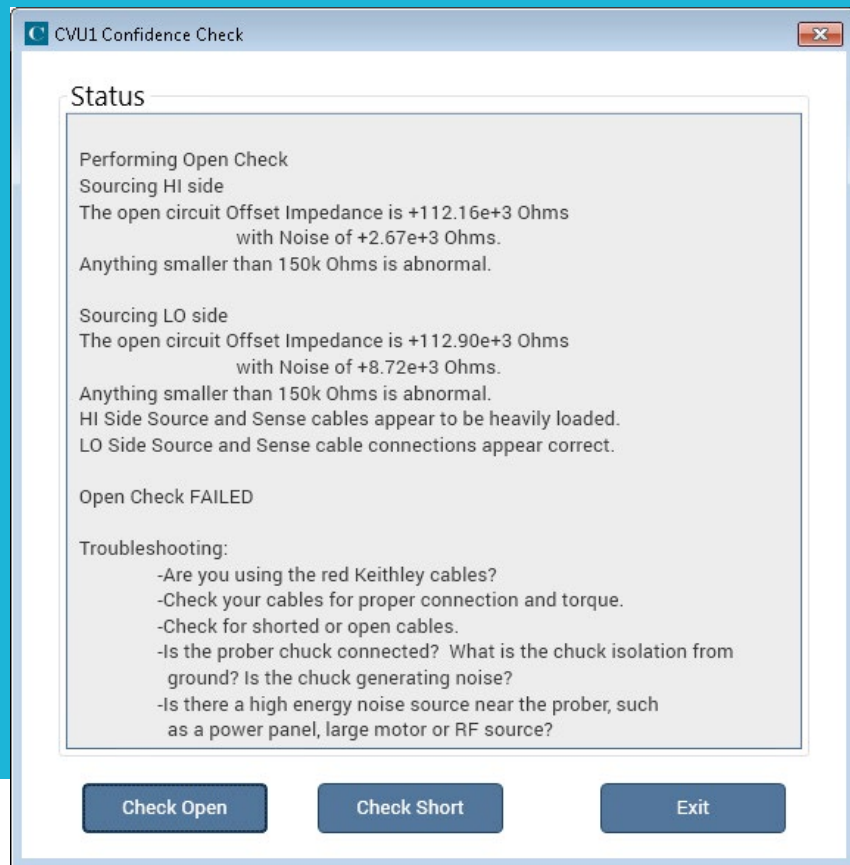 CVU1 Confidence Check
Status
Performing Open Check
Sourcing HI side
The open circuit Offset Impedance is +112.16e+3 Ohms
with Noise of +2.67e+3 Ohms.
Anything smaller than 150k Ohms is abnormal.
Sourcing LO side
The open circuit Offset Impedance is +112.90e+3 Ohms
with Noise of +8.72e+3 Ohms.
Anything smaller than 150k Ohms is abnormal.
HI Side Source and Sense cables appear to be heavily loaded.
LO Side Source and Sense cable connections appear correct.
Open Check FAILED
Troubleshooting:
-Are you using the red Keithley cables?
-Check your cables for proper connection and torque.
-Check for shorted or open cables.
-Is the prober chuck connected? What is the chuck isolation from
ground? Is the chuck generating noise?
-Is there a high energy noise source near the prober, such
as a power panel, large motor or RF source?
Check Open
Check Short
Exit